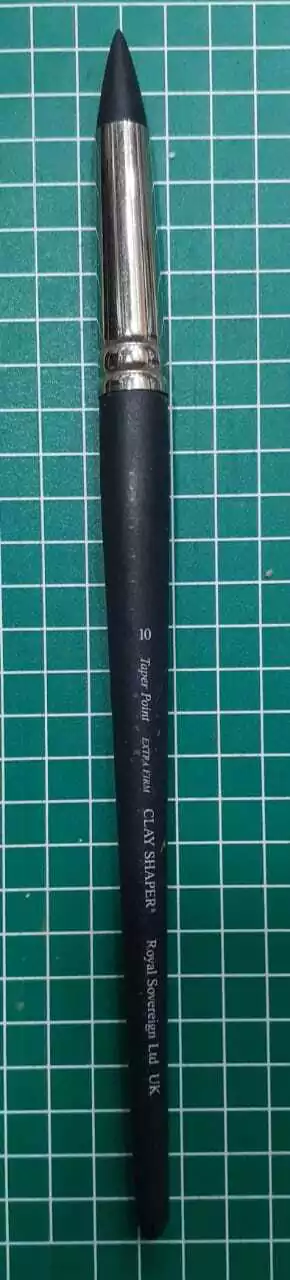 10 Taper Point EXTRA FIRM CLAY SHAPER® Royal Sovereign Ltd UK